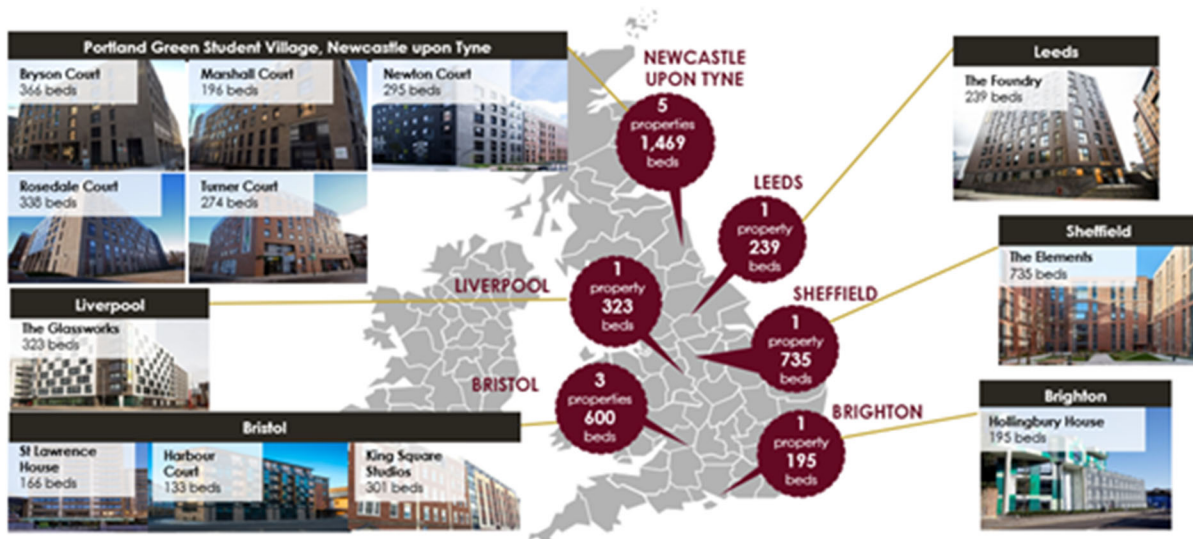 Portland Green Student Village, Newcastle upon Tyne
Bryson Court
366 beds
Marshall Court
196 beds
Newton Court
295 beds
Rosedale Court
338 beds
Turner Court
274 beds
Liverpool
The Glassworks
323 beds
Bristol
St Lawrence
House
166 beds
Harbour
Court
133 beds
King Square
Studios
301 beds
NEWCASTLE
UPON TYNE
5
properties
1,469
beds
LEEDS
1
property
239
beds
LIVERPOOL
1
property
323
beds
SHEFFIELD
1
property
735
beds
BRISTOL
3
properties
600
beds
BRIGHTON
1
property
195
beds
Leeds
The Foundry
239 beds
Sheffield
The Elements
735 beds
Brighton
Hollingbury House
195 beds